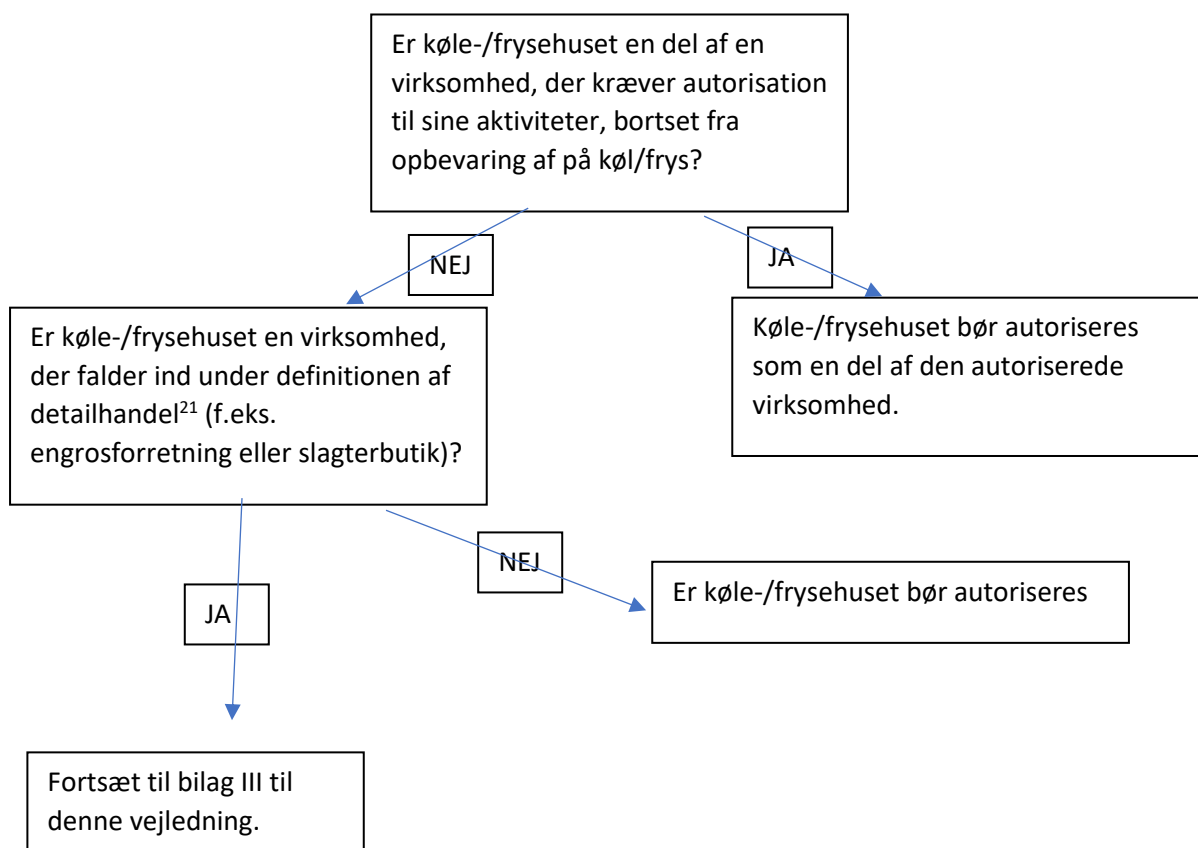 Er køle-/frysehuset en del af en
virksomhed, der kræver autorisation
til sine aktiviteter, bortset fra
opbevaring af på køl/frys?
NEJ
JA
Er køle-/frysehuset en virksomhed,
der falder ind under definitionen af
detailhandel21 (f.eks.
engrosforretning eller slagterbutik)?
Køle-/frysehuset bør autoriseres
som en del af den autoriserede
virksomhed.
NEJ
JA
Er køle-/frysehuset bør autoriseres
Fortsæt til bilag III til
denne vejledning.